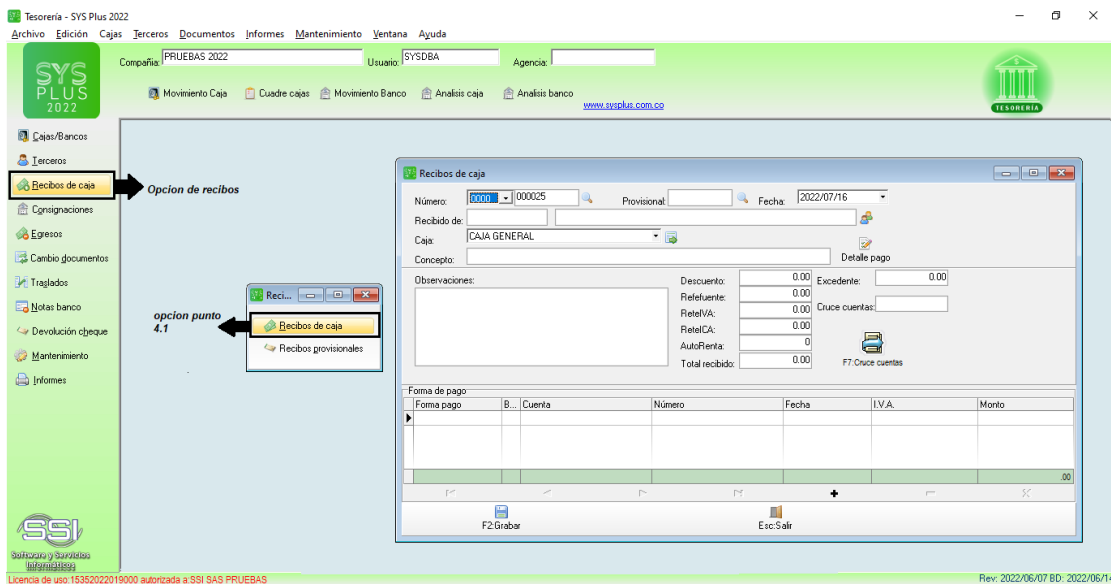 Tesorería - SYS Plus 2022
Archivo Edición Cajas Terceros Documentos Informes Mantenimiento Ventana Ayuda
SYS
PLUS
2022
Compañia: PRUEBAS 2022 Usuario: SYSDBA Agencia:
Movimiento Caja Cuadre cajas Movimiento Banco Analisis caja Analisis banco
www.sysplus.com.co
TESORERÍA
Cajas/Bancos
Terceros
Recibos de caja
Consignaciones
Egresos
Cambio documentos
Traslados
Notas banco
Devolución cheque
Mantenimiento
Informes
Opcion de recibos
opcion punto
4.1
Reci...
Recibos de caja
Recibos provisionales
Recibos de caja
Número: 0000 000025 Provisional: Fecha: 2022/07/16
Recibido de:
Caja: CAJA GENERAL
Concepto: Detalle pago
Observaciones:
Descuento: 0.00 Excedente: 0.00
Refefuente: 0.00
ReteIVA: 0.00 Cruce cuentas:
ReteICA: 0.00
AutoRenta: 0
Total recibido: 0.00 F7:Cruce cuentas
Forma de pago
Forma pago B... Cuenta Número Fecha I.V.A. Monto
.00
F2:Grabar Esc:Salir
SSI
Software y Servicios
Informáticos
Licencia de uso:15352022019000 autorizada a:SSI SAS PRUEBAS
Rev: 2022/06/07 BD: 2022/06/14